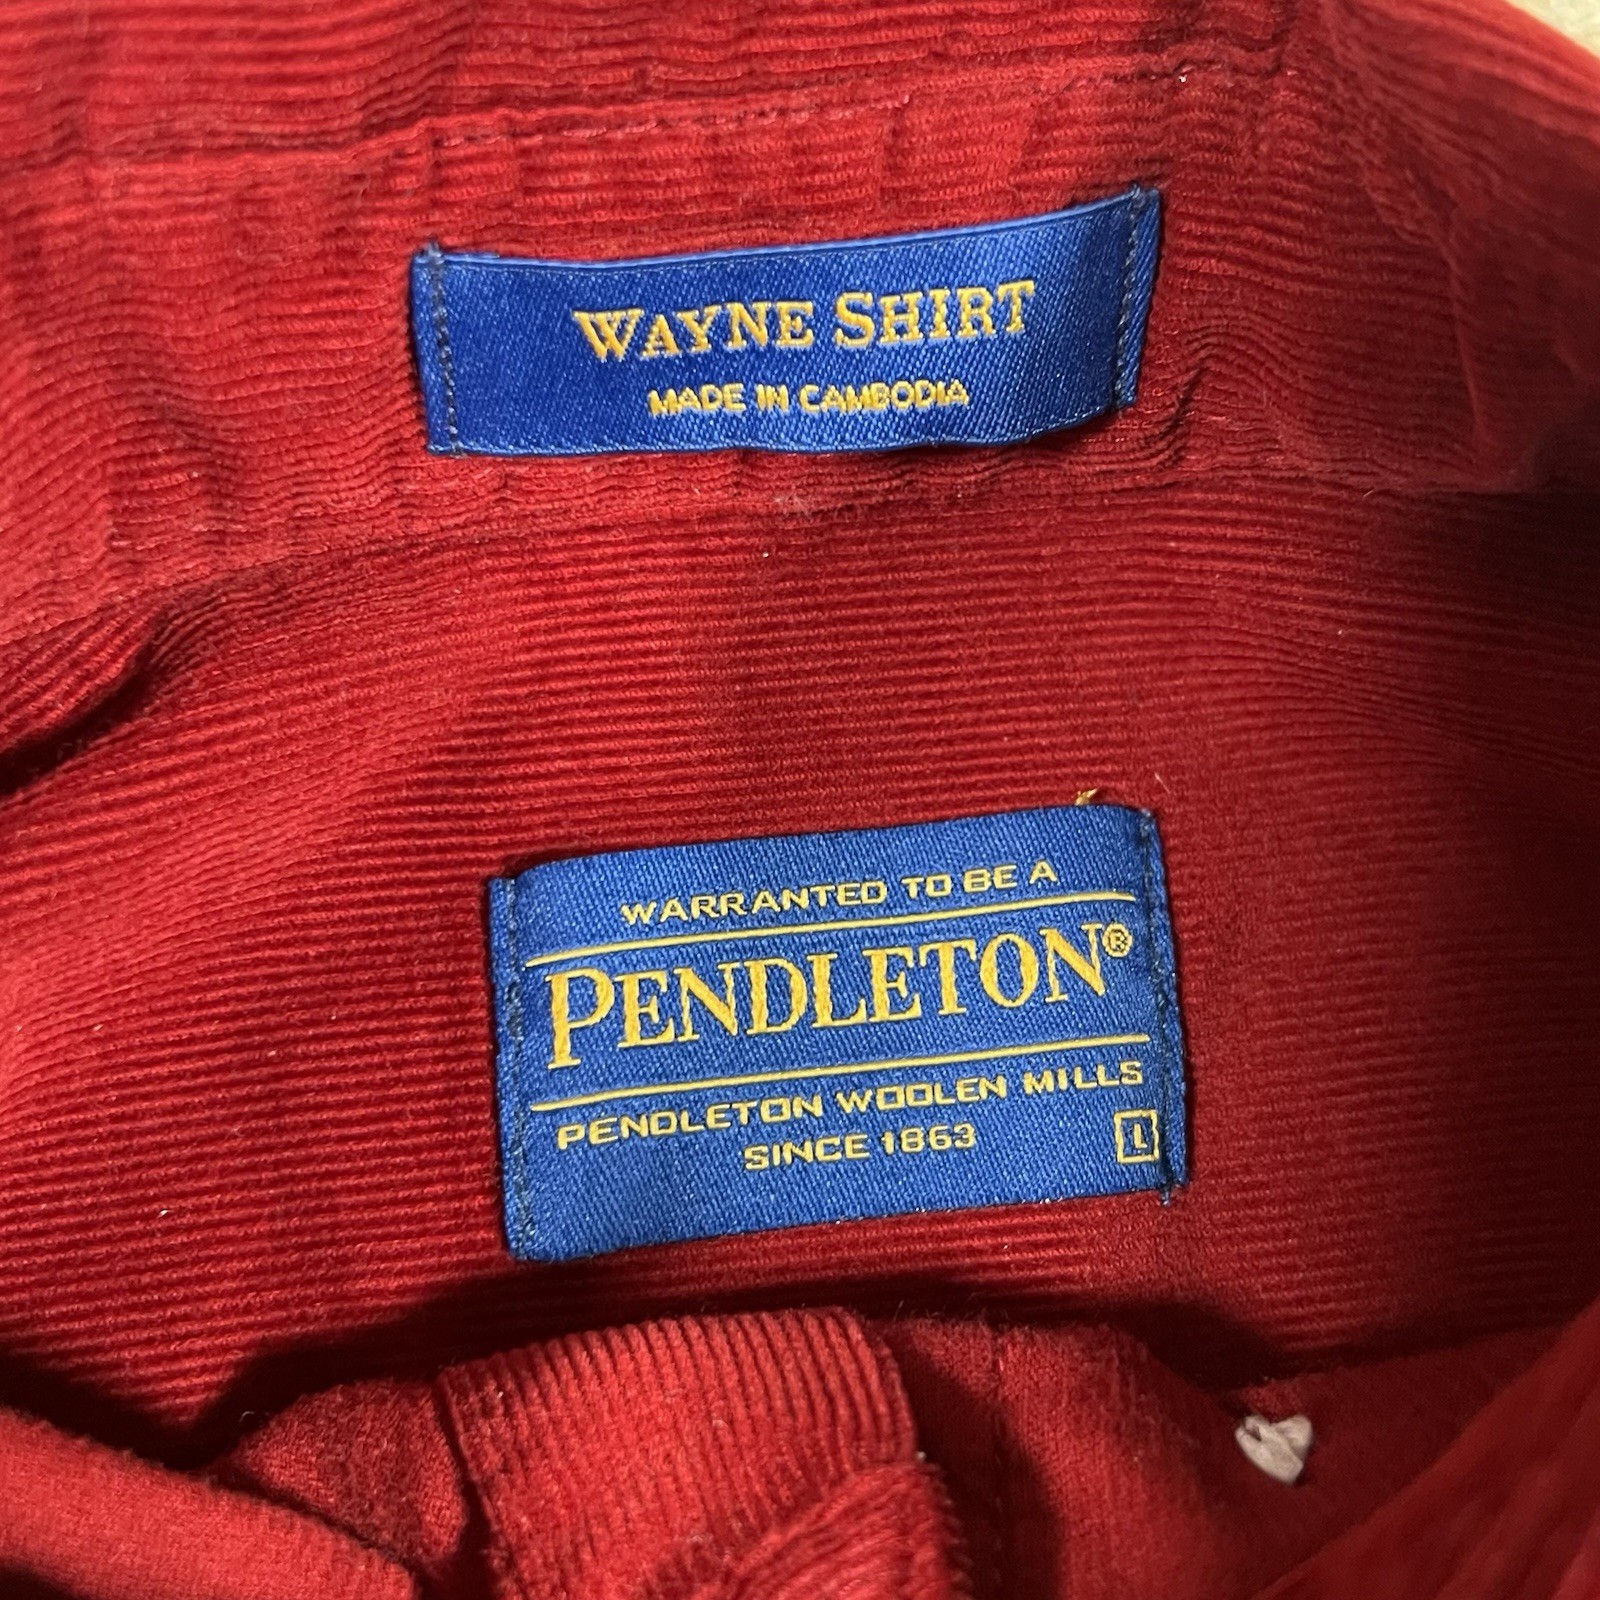 WAYNE SHIRT
MADE IN CAMBODIA
WARRANTED TO BE A
PENDLETON®
PENDLETON WOOLEN MILLS
SINCE 1863
L